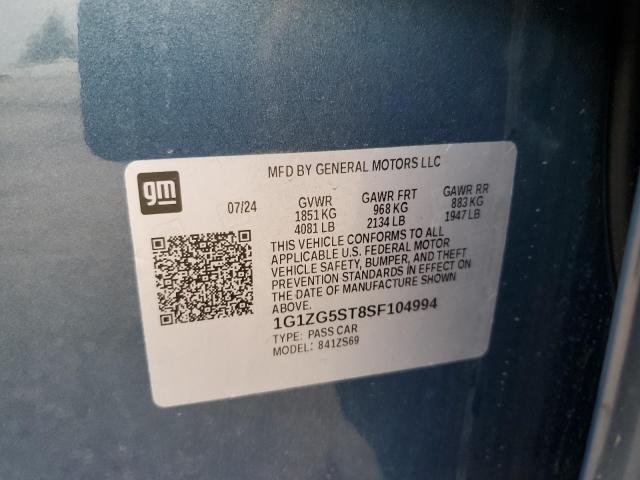 MFD BY GENERAL MOTORS LLC
gm
07/24 GVWR GAWR FRT GAWR RR
1851 KG 968 KG 883 KG
4081 LB 2134 LB 1947 LB
THIS VEHICLE CONFORMS TO ALL
APPLICABLE U.S. FEDERAL MOTOR
VEHICLE SAFETY, BUMPER, AND THEFT
PREVENTION STANDARDS IN EFFECT ON
THE DATE OF MANUFACTURE SHOWN
ABOVE.
1G1ZG5ST8SF104994
TYPE: PASS CAR
MODEL: 841ZS69